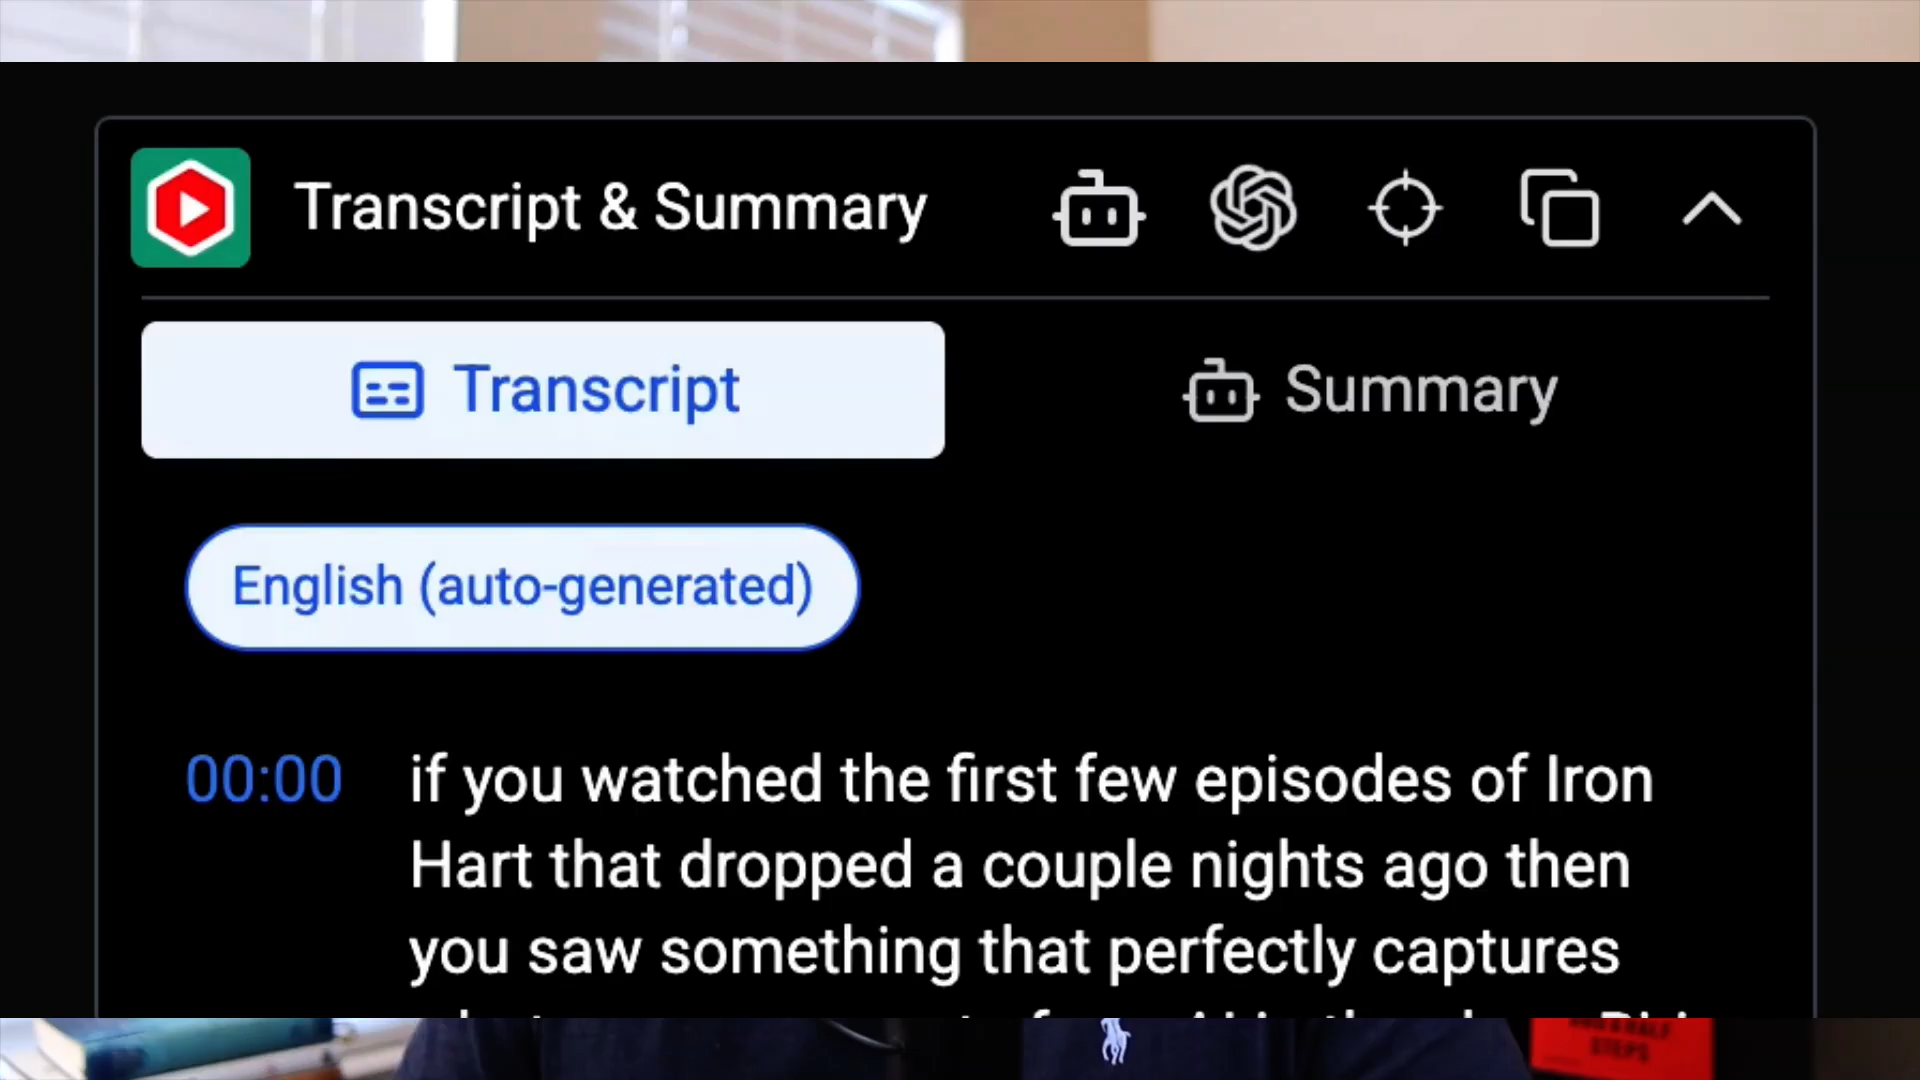 Transcript & Summary
Transcript
Summary
English (auto-generated)
00:00
if you watched the first few episodes of Iron
Hart that dropped a couple nights ago then
you saw something that perfectly captures
STEPS